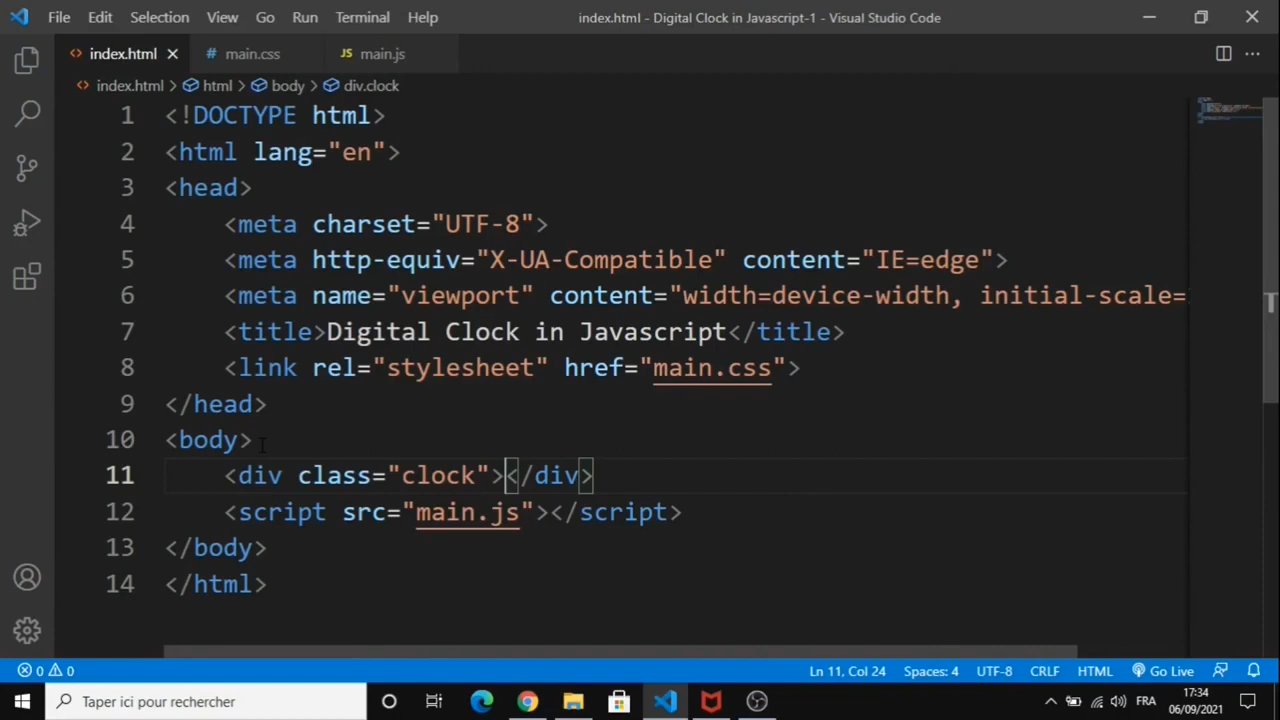 File Edit Selection View Go Run Terminal Help index.html - Digital Clock in Javascript-1 - Visual Studio Code
<> index.html # main.css JS main.js
<> index.html > html > body > div.clock
1 <!DOCTYPE html>
2 <html lang="en">
3 <head>
4 <meta charset="UTF-8">
5 <meta http-equiv="X-UA-Compatible" content="IE=edge">
6 <meta name="viewport" content="width=device-width, initial-scale=
7 <title>Digital Clock in Javascript</title>
8 <link rel="stylesheet" href="main.css">
9 </head>
10 <body>
11 <div class="clock"></div>
12 <script src="main.js"></script>
13 </body>
14 </html>
0 0 Ln 11, Col 24 Spaces: 4 UTF-8 CRLF HTML Go Live
Taper ici pour rechercher FRA 17:34
06/09/2021